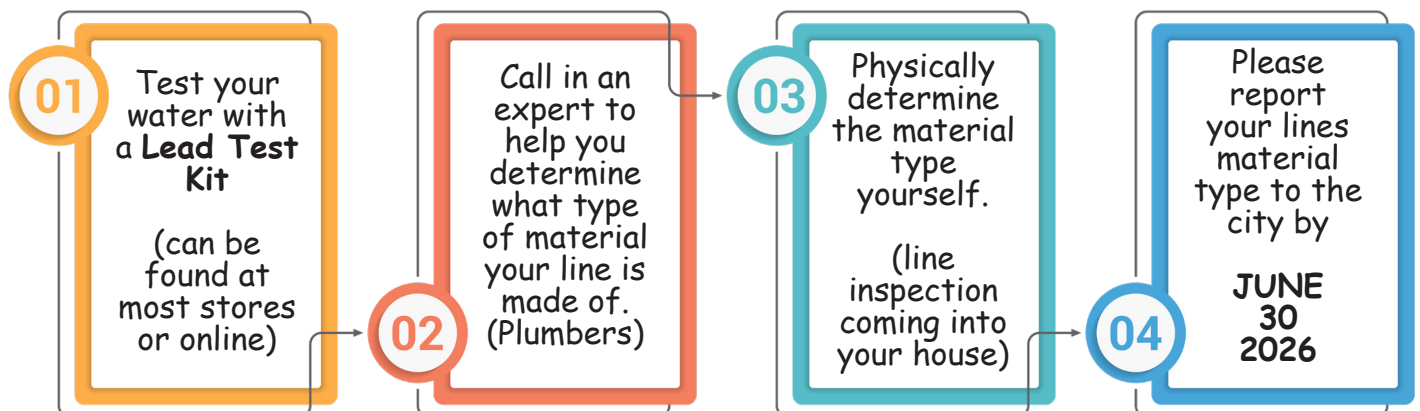 01
Test your
water with
a Lead Test
Kit
(can be
found at
most stores
or online)
02
Call in an
expert to
help you
determine
what type
of material
your line is
made of.
(Plumbers)
03
Physically
determine
the material
type
yourself.
(line
inspection
coming into
your house)
04
Please
report
your lines
material
type to the
city by
JUNE
30
2026